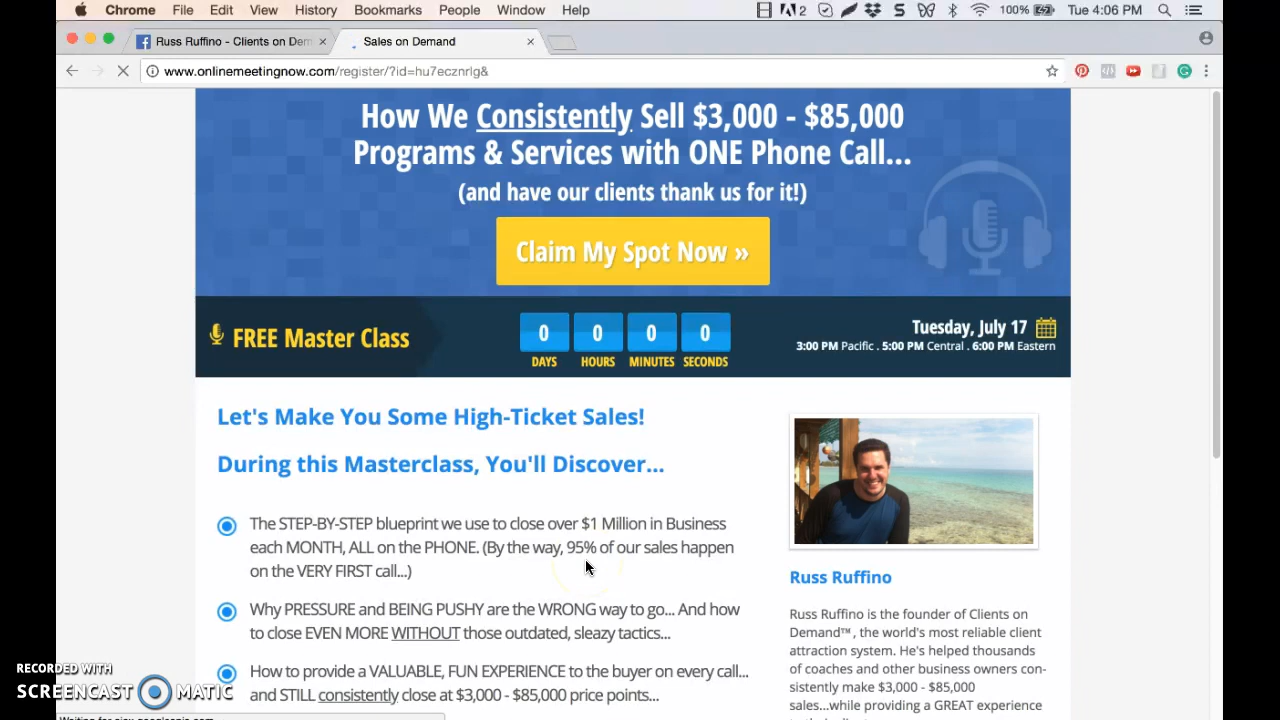 Chrome File Edit View History Bookmarks People Window Help
2 100% Tue 4:06 PM
Russ Ruffino - Clients on Dem
Sales on Demand
www.onlinemeetingnow.com/register/?id=hu7ecznrlg&
How We Consistently Sell $3,000 - $85,000
Programs & Services with ONE Phone Call...
(and have our clients thank us for it!)
Claim My Spot Now »
FREE Master Class
0 0 0 0
DAYS HOURS MINUTES SECONDS
Tuesday, July 17
3:00 PM Pacific . 5:00 PM Central . 6:00 PM Eastern
Let's Make You Some High-Ticket Sales!
During this Masterclass, You'll Discover...
The STEP-BY-STEP blueprint we use to close over $1 Million in Business
each MONTH, ALL on the PHONE. (By the way, 95% of our sales happen
on the VERY FIRST call...)
Why PRESSURE and BEING PUSHY are the WRONG way to go... And how
to close EVEN MORE WITHOUT those outdated, sleazy tactics...
How to provide a VALUABLE, FUN EXPERIENCE to the buyer on every call...
and STILL consistently close at $3,000 - $85,000 price points...
Russ Ruffino
Russ Ruffino is the founder of Clients on
Demand™, the world's most reliable client
attraction system. He's helped thousands
of coaches and other business owners con-
sistently make $3,000 - $85,000
sales...while providing a GREAT experience
RECORDED WITH
SCREENCAST MATIC